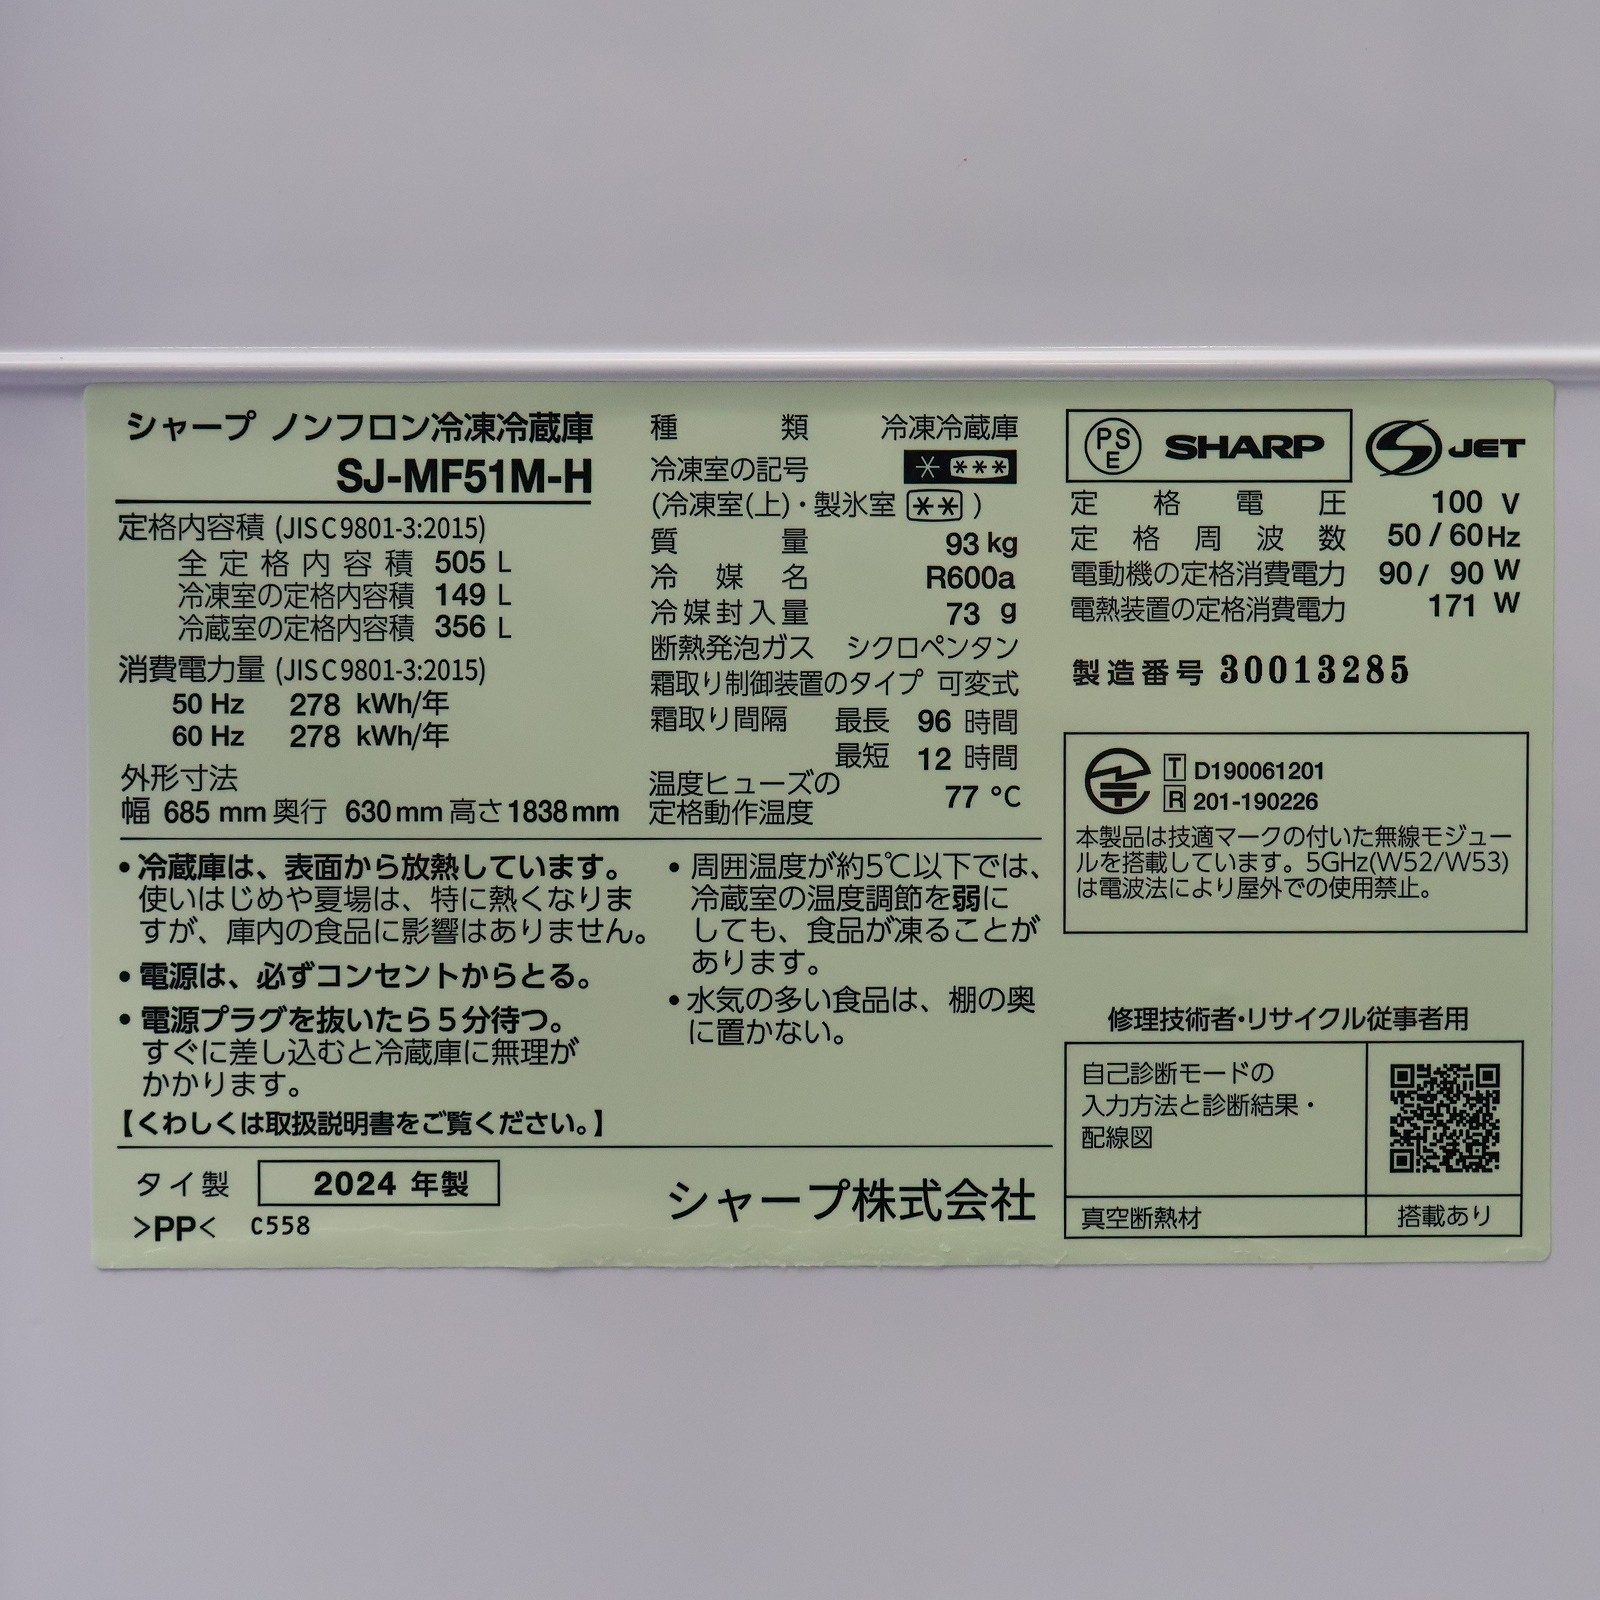 シャープ ノンフロン冷凍冷蔵庫
SJ-MF51M-H
定格内容積 (JIS C 9801-3:2015)
全定格内容積 505 L
冷凍室の定格内容積 149 L
冷蔵室の定格内容積 356 L
消費電力量 (JIS C 9801-3:2015)
50 Hz 278 kWh/年
60 Hz 278 kWh/年
外形寸法
幅 685 mm 奥行 630 mm 高さ 1838 mm
種類 冷凍冷蔵庫
冷凍室の記号 * ***
(冷凍室(上)・製氷室 ** )
質量 93 kg
冷媒名 R600a
冷媒封入量 73 g
断熱発泡ガス シクロペンタン
霜取り制御装置のタイプ 可変式
霜取り間隔 最長 96 時間
最短 12 時間
温度ヒューズの
定格動作温度 77 °C
•冷蔵庫は、表面から放熱しています。
使いはじめや夏場は、特に熱くなりま
すが、庫内の食品に影響はありません。
•電源は、必ずコンセントからとる。
•電源プラグを抜いたら5分待つ。
すぐに差し込むと冷蔵庫に無理が
かかります。
【くわしくは取扱説明書をご覧ください。】
•周囲温度が約5℃以下では、
冷蔵室の温度調節を弱に
しても、食品が凍ることが
あります。
•水気の多い食品は、棚の奥
に置かない。
タイ製 2024 年製
>PP< C558
シャープ株式会社
PSE SHARP S JET
定格電圧 100 V
定格周波数 50 / 60 Hz
電動機の定格消費電力 90 / 90 W
電熱装置の定格消費電力 171 W
製造番号 30013285
T D190061201
R 201-190226
本製品は技適マークの付いた無線モジュー
ルを搭載しています。5GHz(W52/W53)
は電波法により屋外での使用禁止。
修理技術者・リサイクル従事者用
自己診断モードの
入力方法と診断結果・
配線図
真空断熱材 搭載あり